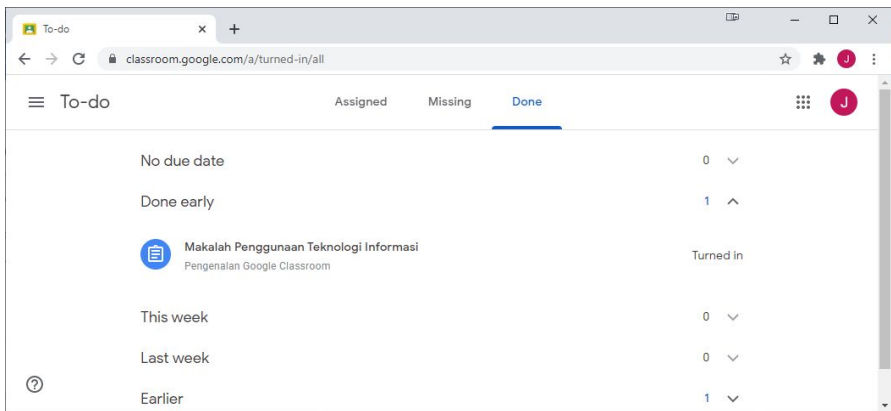 To-do
classroom.google.com/a/turned-in/all
J
To-do
Assigned Missing Done
J
No due date 0
Done early 1
Makalah Penggunaan Teknologi Informasi
Pengenalan Google Classroom
Turned in
This week 0
Last week 0
Earlier 1